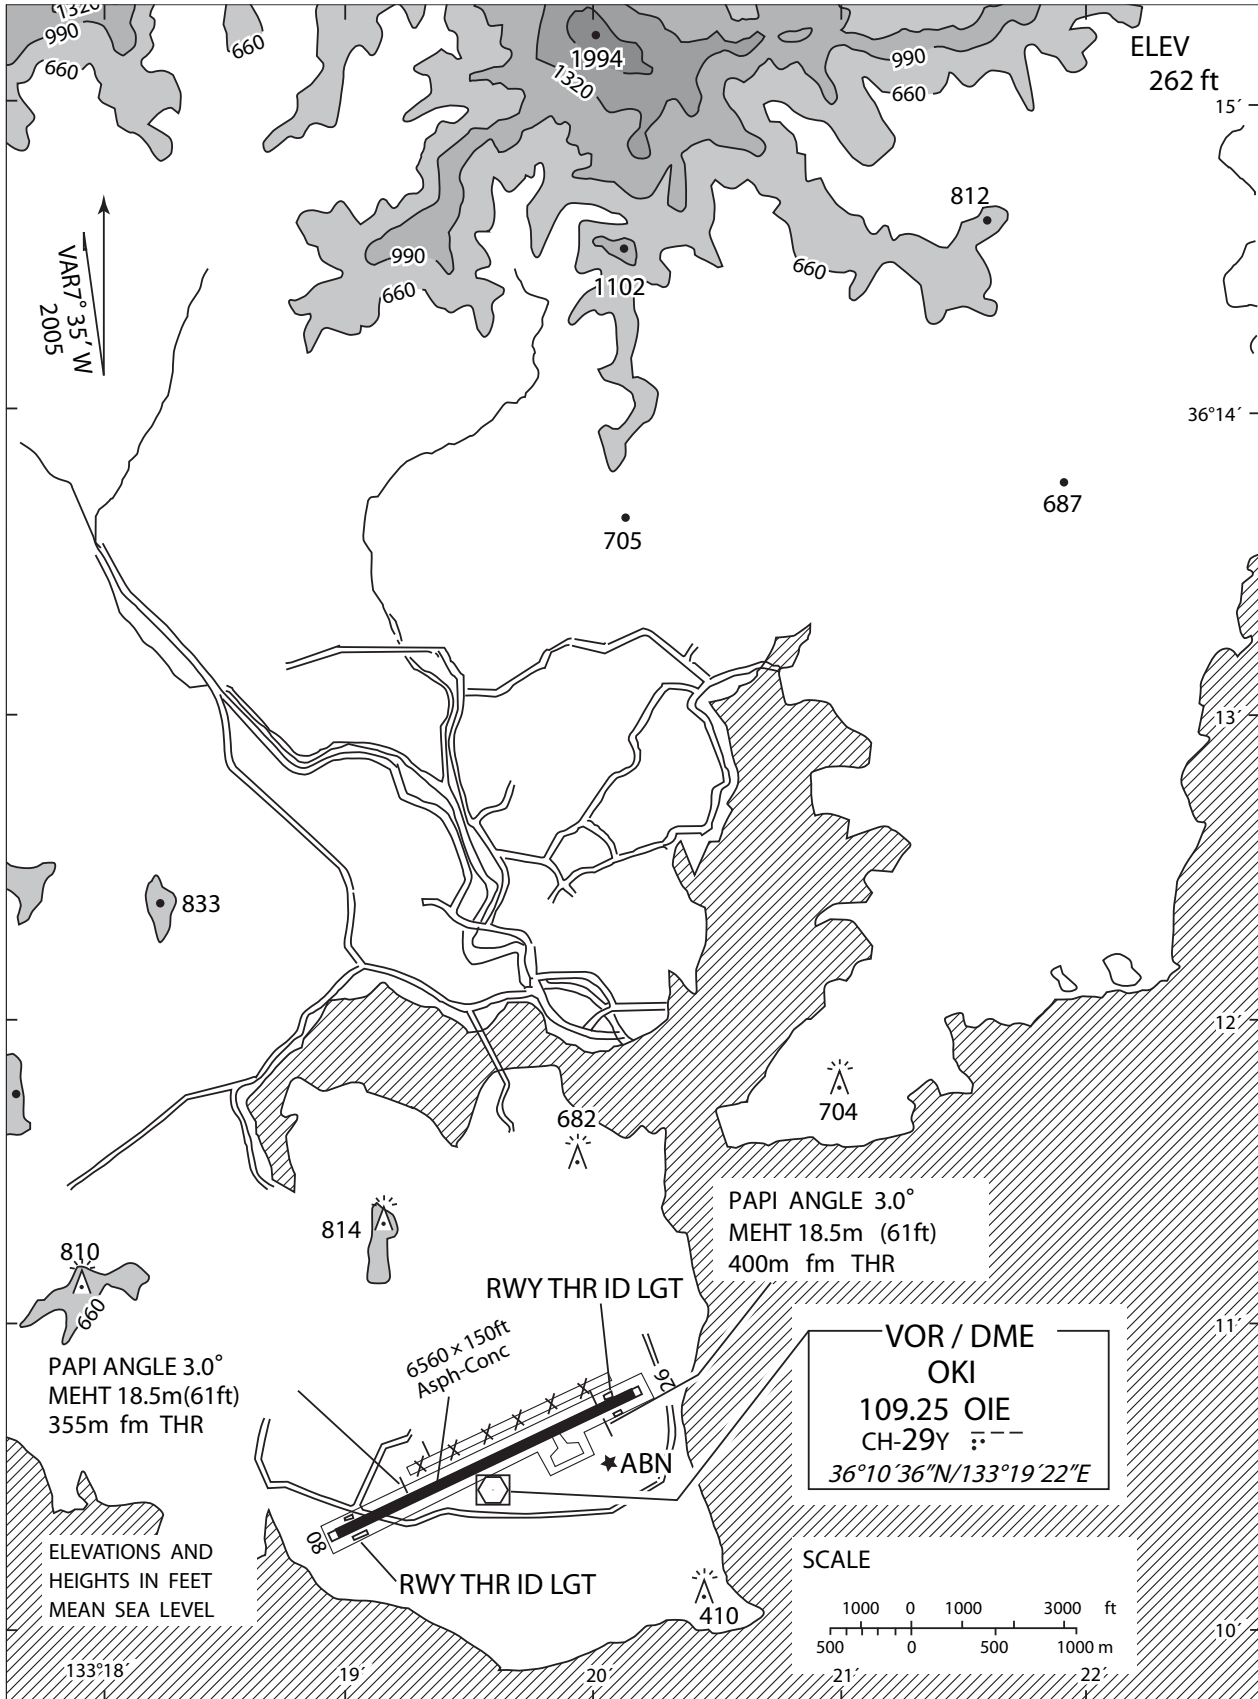 1320
990
660
660
1994
1320
990
660
ELEV
262 ft
15´
812
990
660
1102
660
VAR7° 35´ W
2005
36°14´
687
705
13´
833
12´
704
682
814
810
660
PAPI ANGLE 3.0°
MEHT 18.5m (61ft)
400m fm THR
RWY THR ID LGT
11´
6560 × 150ft
Asph-Conc
26
PAPI ANGLE 3.0°
MEHT 18.5m(61ft)
355m fm THR
VOR / DME
OKI
109.25 OIE
CH-29Y
36°10´36″N/133°19´22″E
ABN
08
ELEVATIONS AND
HEIGHTS IN FEET
MEAN SEA LEVEL
RWY THR ID LGT
410
SCALE
1000 0 1000 3000 ft
500 0 500 1000 m
10´
133°18´ 19´ 20´ 21´ 22´